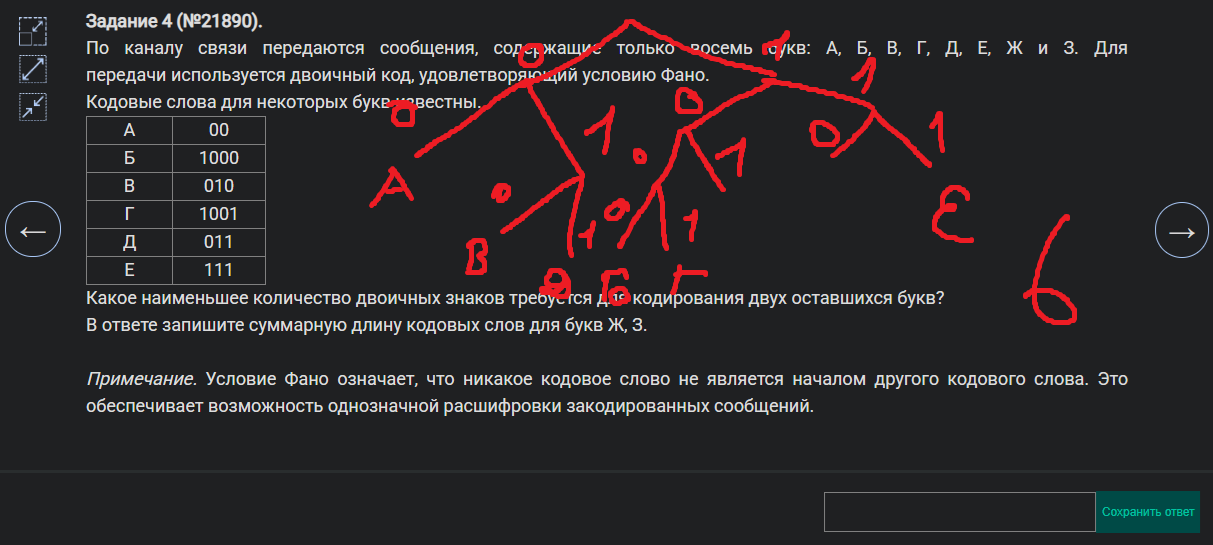 Задание 4 (№21890).
По каналу связи передаются сообщения, содержащие только восемь букв: А, Б, В, Г, Д, Е, Ж и З. Для
передачи используется двоичный код, удовлетворяющий условию Фано.
Кодовые слова для некоторых букв известны.
А 00
Б 1000
В 010
Г 1001
Д 011
Е 111
Какое наименьшее количество двоичных знаков требуется для кодирования двух оставшихся букв?
В ответе запишите суммарную длину кодовых слов для букв Ж, З.
Примечание. Условие Фано означает, что никакое кодовое слово не является началом другого кодового слова. Это
обеспечивает возможность однозначной расшифровки закодированных сообщений.
0 1
0 1 0 1
А 0 1 0 1 0 1
В Д 0 1 Е
Б Г
6
← →
Сохранить ответ